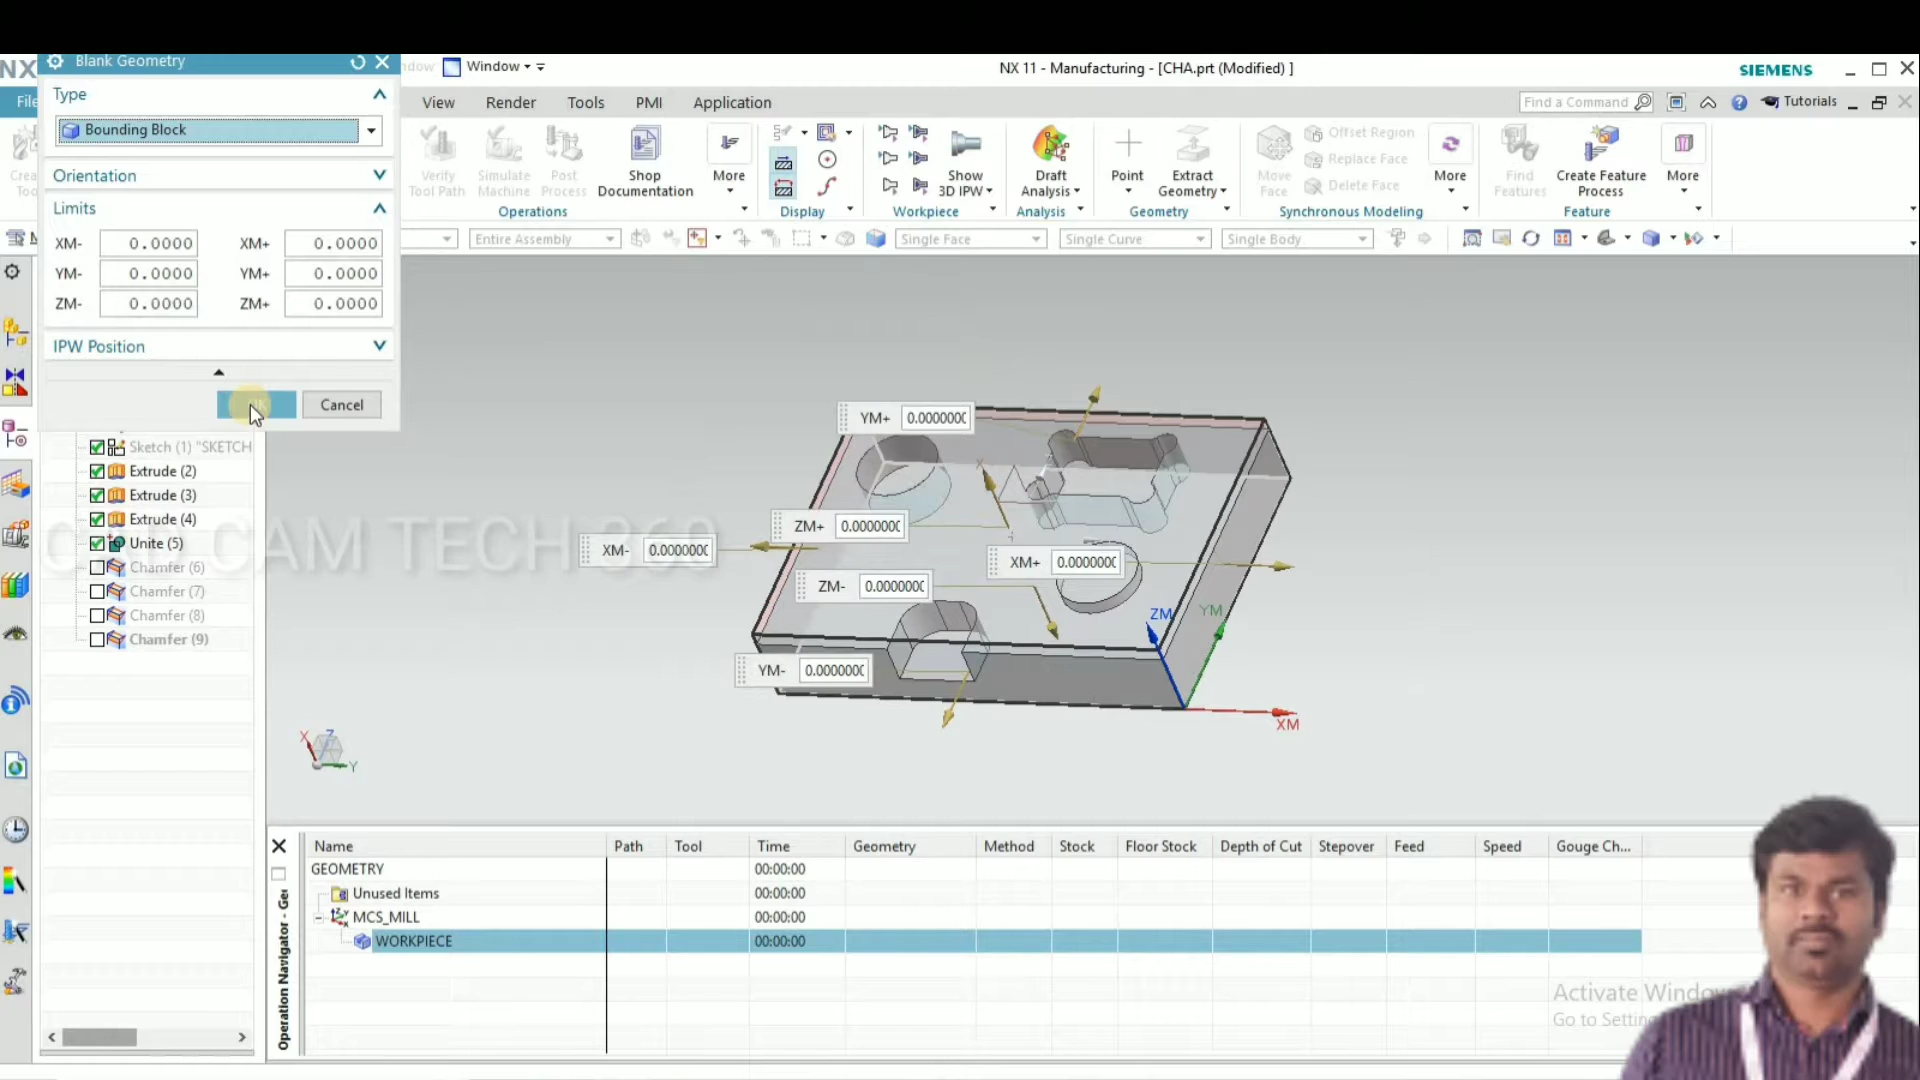 NX
Blank Geometry
Window
NX 11 - Manufacturing - [CHA.prt (Modified) ]
SIEMENS
Type
Bounding Block
Orientation
Limits
XM- 0.0000 XM+ 0.0000
YM- 0.0000 YM+ 0.0000
ZM- 0.0000 ZM+ 0.0000
IPW Position
Cancel
File
View Render Tools PMI Application
Find a Command Tutorials
Verify Tool Path
Simulate Machine
Post Process
Shop Documentation
More
Operations
Display
Show 3D IPW
Workpiece
Draft Analysis
Analysis
Point
Extract Geometry
Geometry
Move Face
Offset Region
Replace Face
Delete Face
More
Synchronous Modeling
Find Features
Create Feature Process
More
Feature
Entire Assembly Single Face Single Curve Single Body
Sketch (1) "SKETCH
Extrude (2)
Extrude (3)
Extrude (4)
Unite (5)
Chamfer (6)
Chamfer (7)
Chamfer (8)
Chamfer (9)
CAM TECH 360
YM+ 0.000000(
ZM+ 0.000000(
XM- 0.000000(
XM+ 0.000000(
ZM- 0.000000(
YM- 0.000000(
ZM
YM
XM
X
Z
Y
Operation Navigator - Ge
Name Path Tool Time Geometry Method Stock Floor Stock Depth of Cut Stepover Feed Speed Gouge Ch...
GEOMETRY 00:00:00
Unused Items 00:00:00
MCS_MILL 00:00:00
WORKPIECE 00:00:00
Activate Windo
Go to Settin